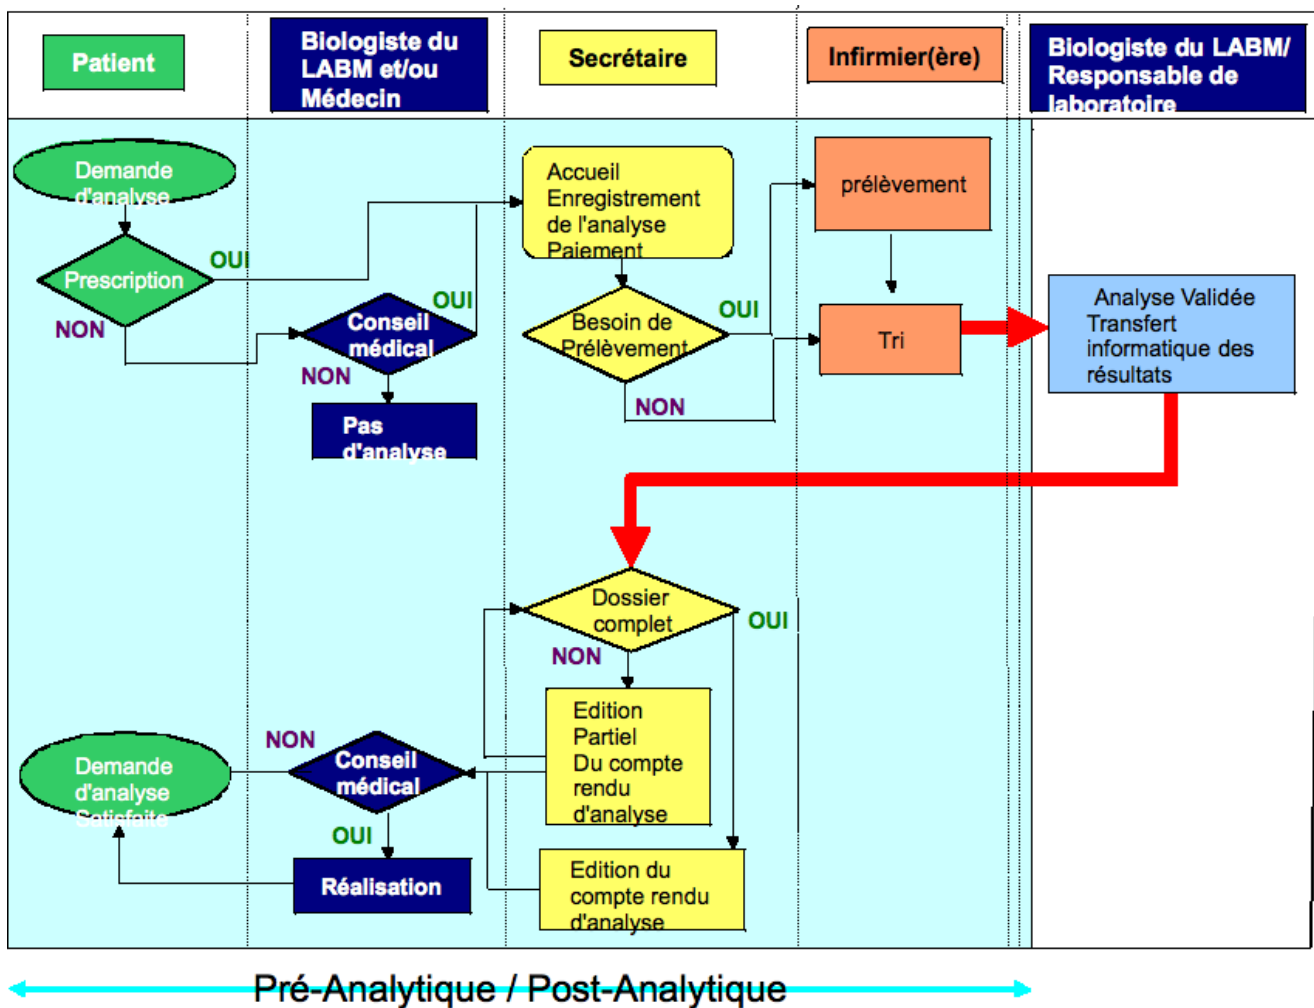 Patient
Biologiste du
LABM et/ou
Médecin
Secrétaire
Infirmier(ère)
Biologiste du LABM/
Responsable de
laboratoire
Demande
d'analyse
Prescription
OUI
NON
Conseil
médical
OUI
NON
Pas
d'analyse
Accueil
Enregistrement
de l'analyse
Paiement
Besoin de
Prélèvement
OUI
NON
prélèvement
Tri
Analyse Validée
Transfert
informatique des
résultats
Dossier
complet
OUI
NON
Edition
Partiel
Du compte
rendu
d'analyse
Edition du
compte rendu
d'analyse
Conseil
médical
NON
OUI
Réalisation
Demande
d'analyse
Satisfaite
Pré-Analytique / Post-Analytique